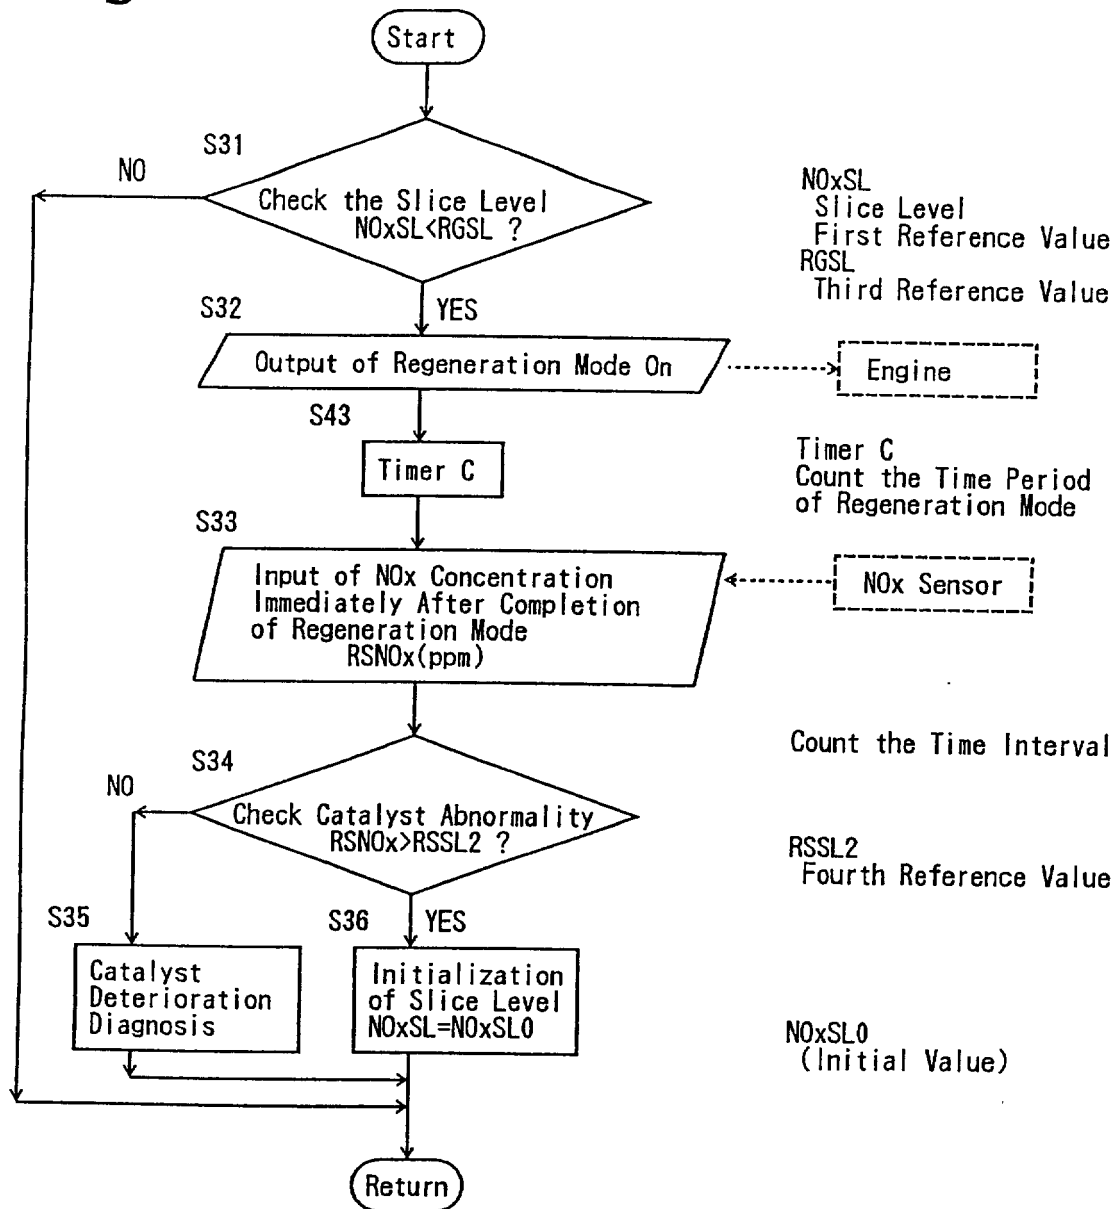 Start
S31
NO
Check the Slice Level
NOxSL<RGSL ?
NOxSL
Slice Level
First Reference Value
RGSL
Third Reference Value
S32
YES
Output of Regeneration Mode On
Engine
S43
Timer C
Timer C
Count the Time Period
of Regeneration Mode
S33
Input of NOx Concentration
Immediately After Completion
of Regeneration Mode
RSNOx(ppm)
NOx Sensor
Count the Time Interval
S34
NO
Check Catalyst Abnormality
RSNOx>RSSL2 ?
RSSL2
Fourth Reference Value
S35
S36
YES
Catalyst
Deterioration
Diagnosis
Initialization
of Slice Level
NOxSL=NOxSL0
NOxSL0
(Initial Value)
Return